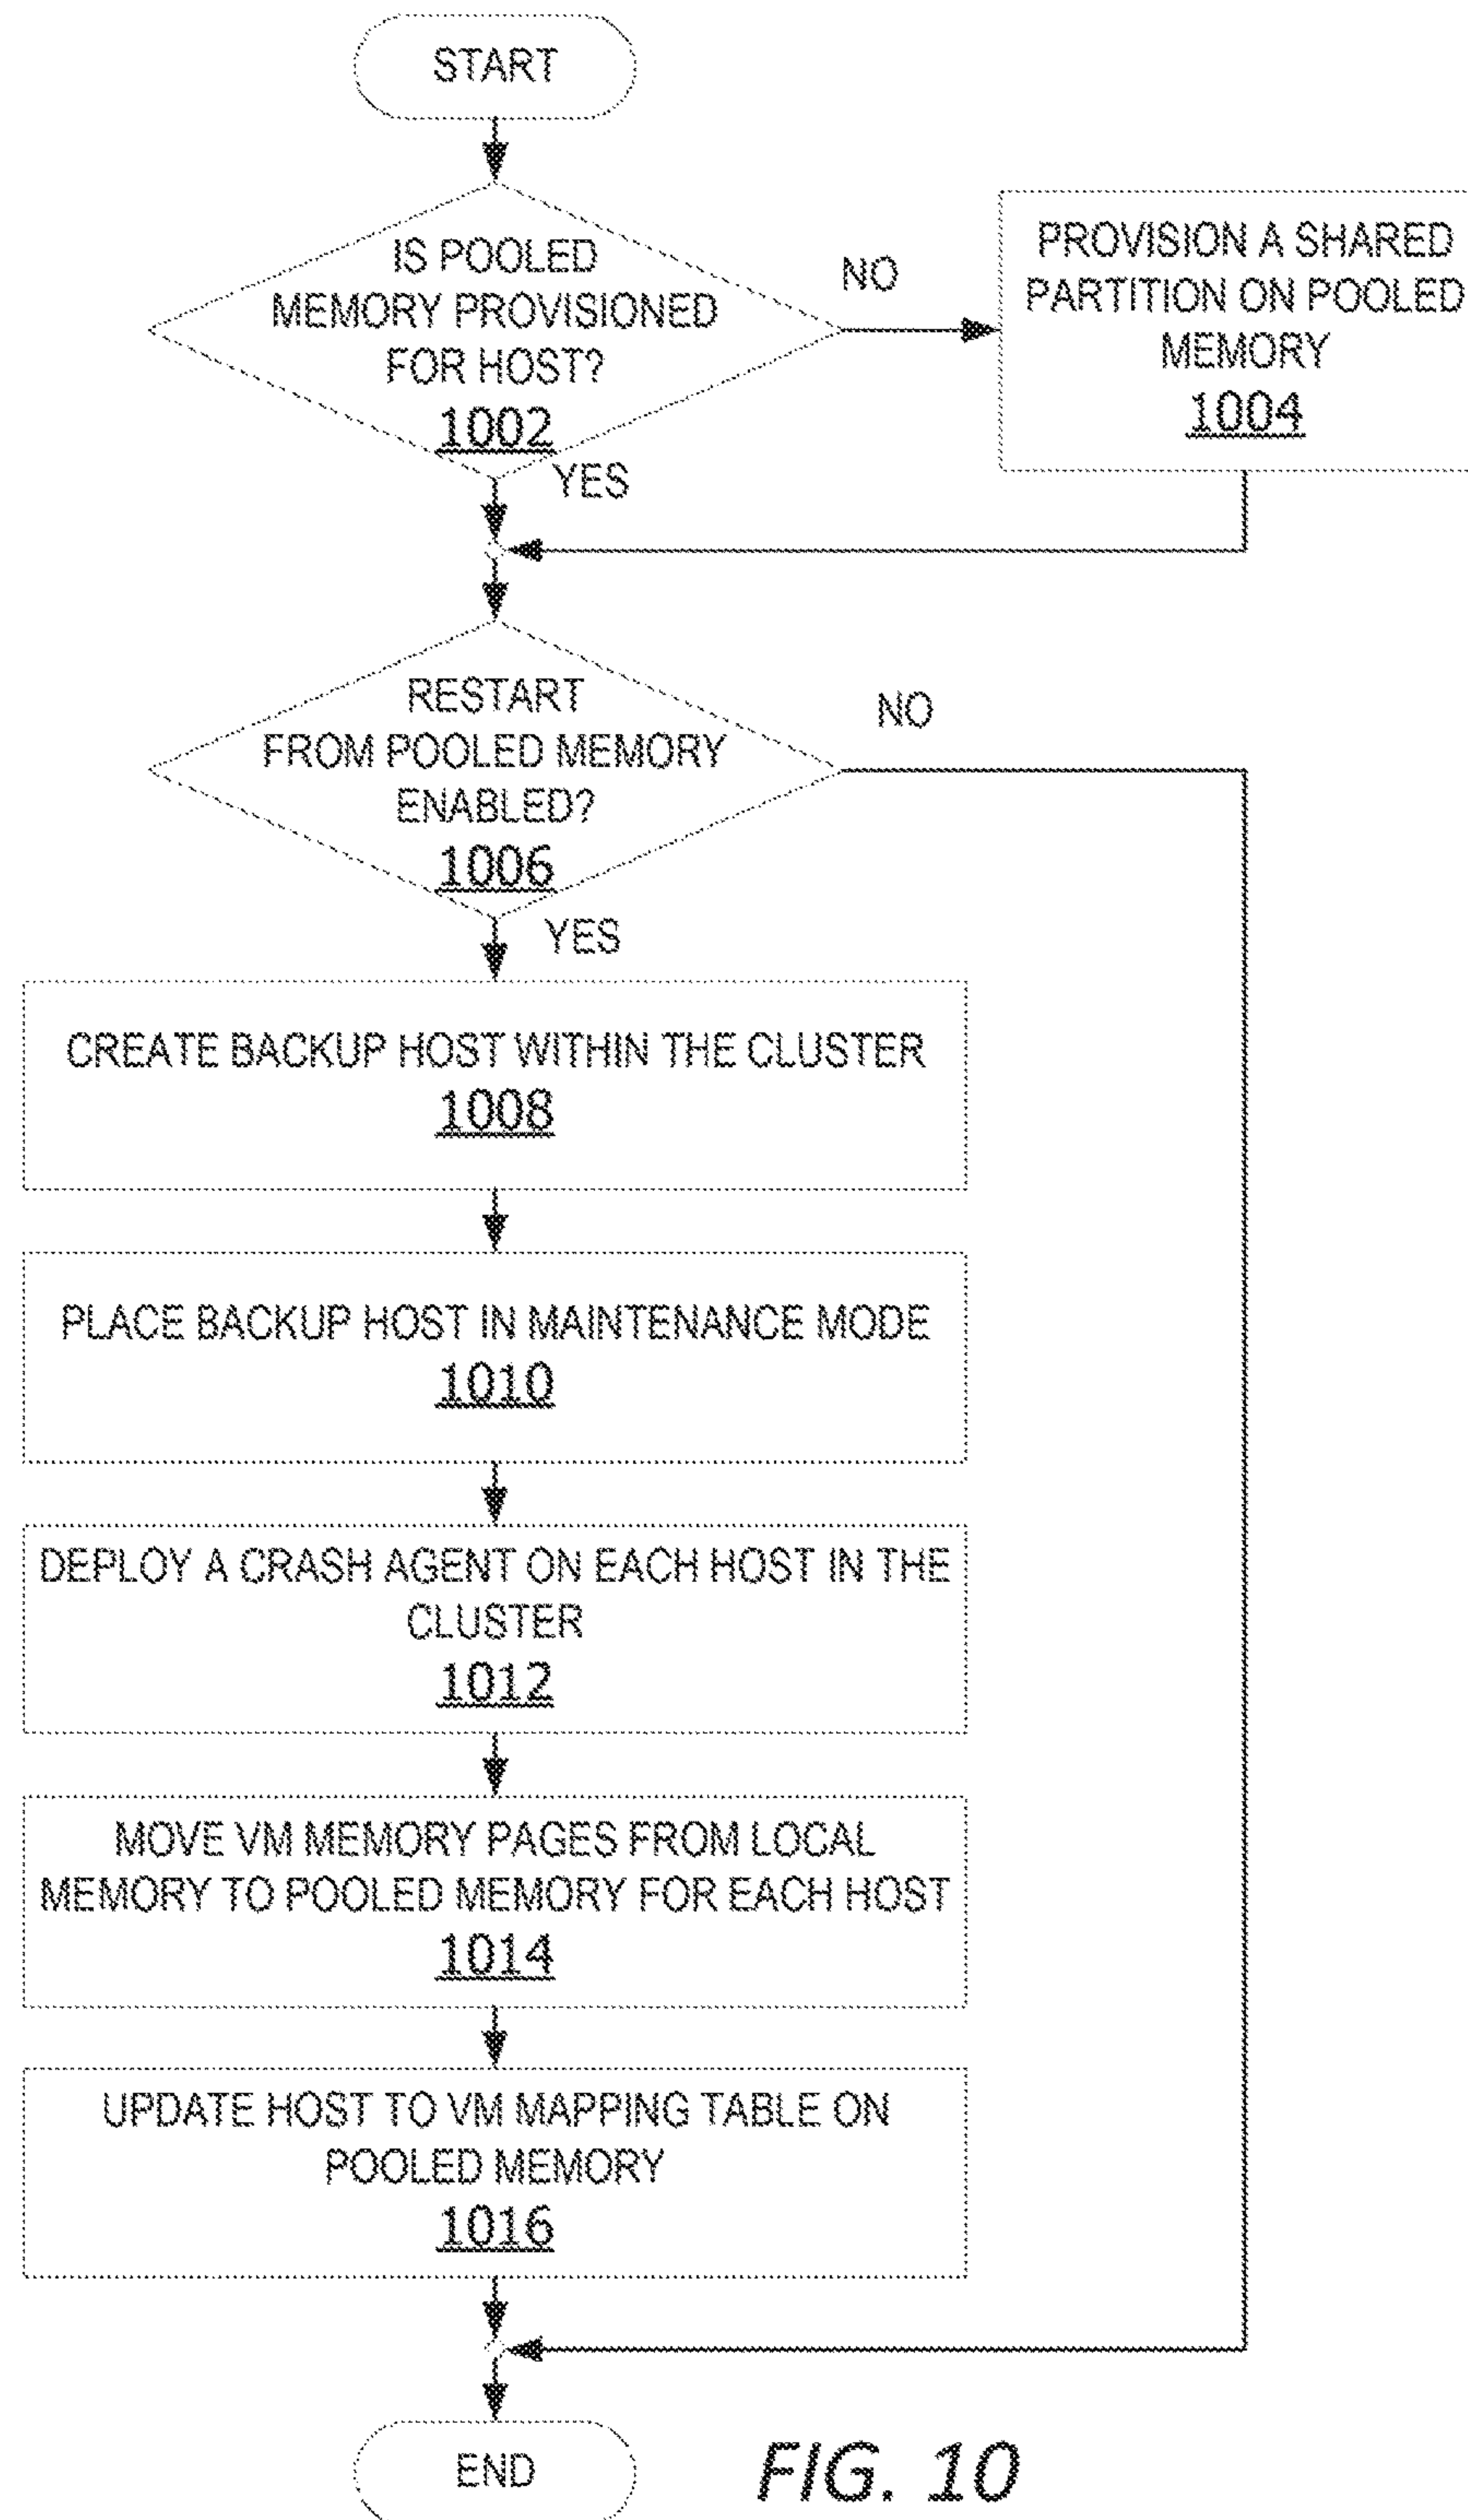 START
IS POOLED
MEMORY PROVISIONED
FOR HOST?
1002
NO
YES
PROVISION A SHARED
PARTITION ON POOLED
MEMORY
1004
RESTART
FROM POOLED MEMORY
ENABLED?
1006
NO
YES
CREATE BACKUP HOST WITHIN THE CLUSTER
1008
PLACE BACKUP HOST IN MAINTENANCE MODE
1010
DEPLOY A CRASH AGENT ON EACH HOST IN THE
CLUSTER
1012
MOVE VM MEMORY PAGES FROM LOCAL
MEMORY TO POOLED MEMORY FOR EACH HOST
1014
UPDATE HOST TO VM MAPPING TABLE ON
POOLED MEMORY
1016
END
FIG. 10